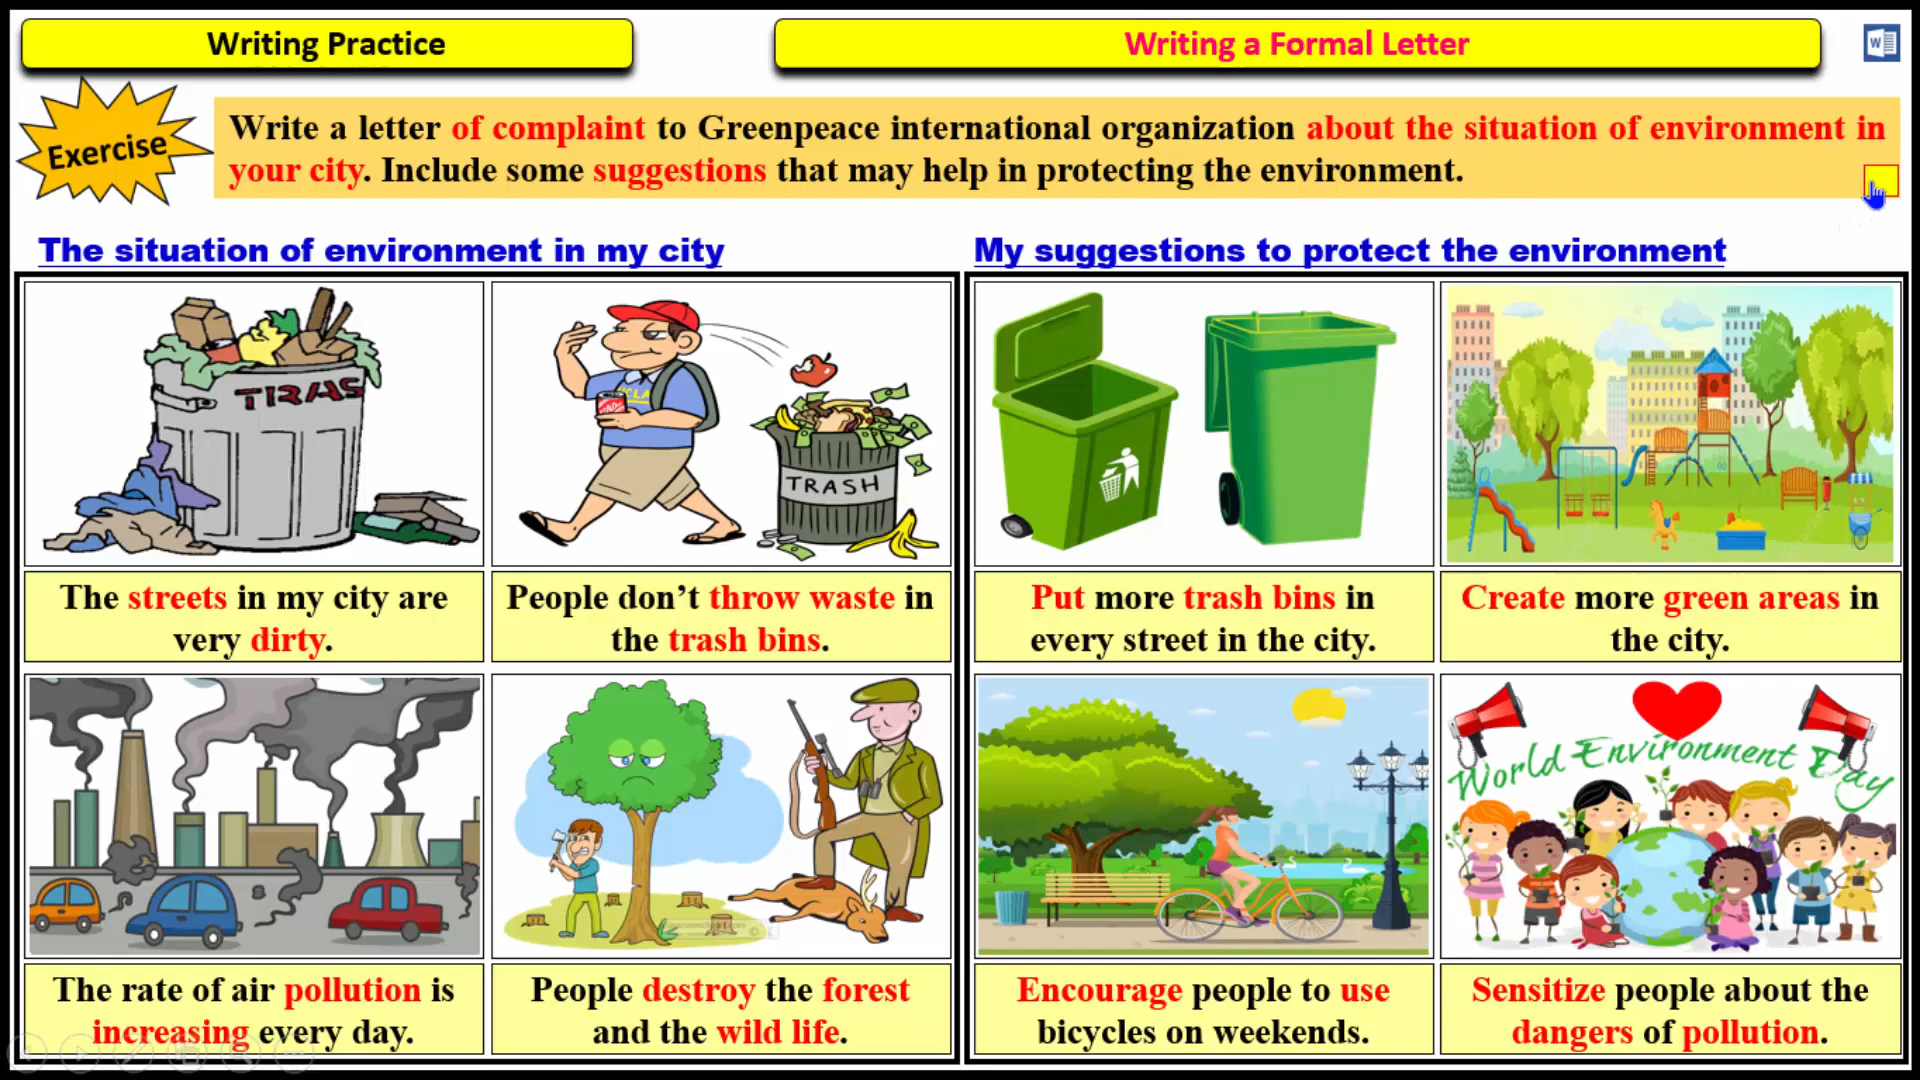 Writing Practice
Writing a Formal Letter
W
Exercise
Write a letter of complaint to Greenpeace international organization about the situation of environment in
your city. Include some suggestions that may help in protecting the environment.
The situation of environment in my city
My suggestions to protect the environment
TRAS
TRASH
The streets in my city are
very dirty.
People don’t throw waste in
the trash bins.
Put more trash bins in
every street in the city.
Create more green areas in
the city.
World Environment Day
The rate of air pollution is
increasing every day.
People destroy the forest
and the wild life.
Encourage people to use
bicycles on weekends.
Sensitize people about the
dangers of pollution.